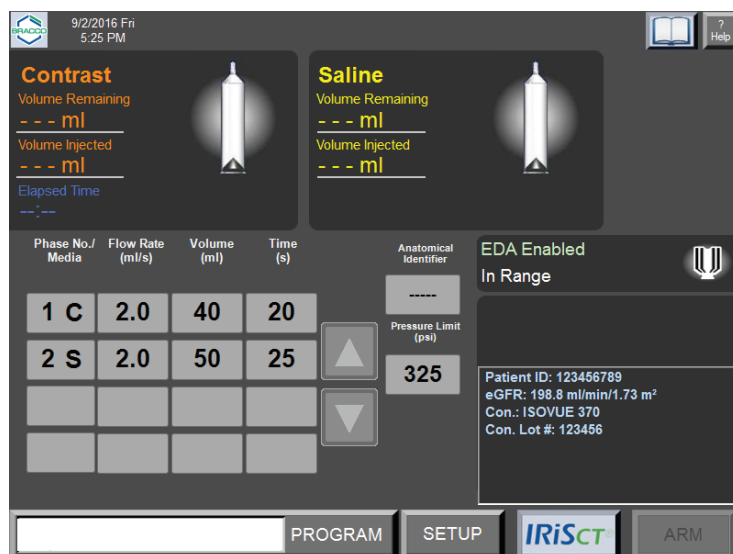 BRACCO
9/2/2016 Fri
5:25 PM
?
Help
Contrast
Volume Remaining
- - - ml
Volume Injected
- - - ml
Elapsed Time
--:--
Saline
Volume Remaining
- - - ml
Volume Injected
- - - ml
Phase No./
Media
Flow Rate
(ml/s)
Volume
(ml)
Time
(s)
1 C 2.0 40 20
2 S 2.0 50 25
Anatomical
Identifier
-----
Pressure Limit
(psi)
325
EDA Enabled
In Range
Patient ID: 123456789
eGFR: 198.8 ml/min/1.73 m²
Con.: ISOVUE 370
Con. Lot #: 123456
PROGRAM
SETUP
IRiSCT®
ARM